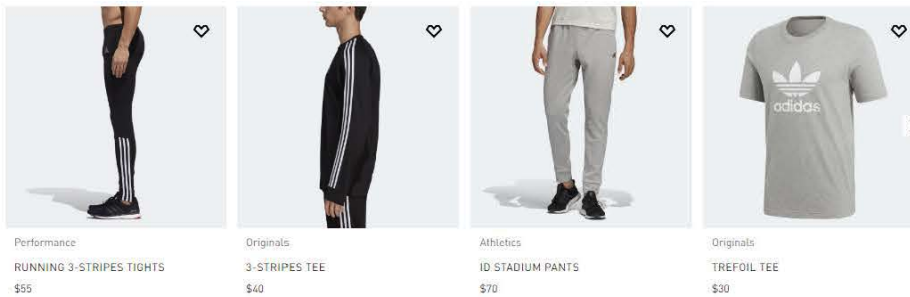 adidas
Performance
RUNNING 3-STRIPES TIGHTS
$55
Originals
3-STRIPES TEE
$40
Athletics
ID STADIUM PANTS
$70
Originals
TREFOIL TEE
$30